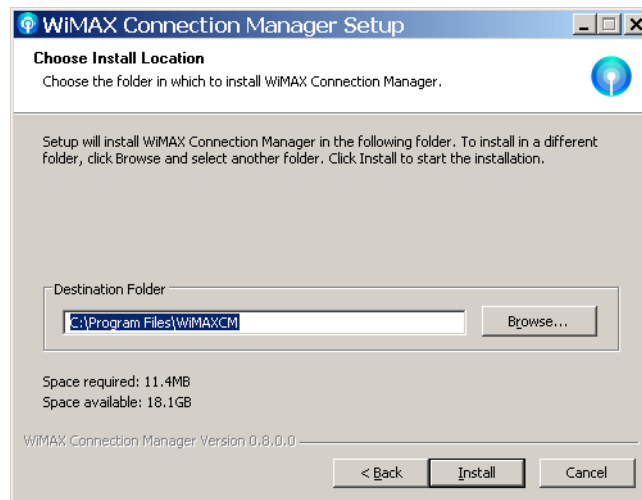 WiMAX Connection Manager Setup
Choose Install Location
Choose the folder in which to install WiMAX Connection Manager.
Setup will install WiMAX Connection Manager in the following folder. To install in a different
folder, click Browse and select another folder. Click Install to start the installation.
Destination Folder
C:\Program Files\WiMAXCM
Browse...
Space required: 11.4MB
Space available: 18.1GB
WiMAX Connection Manager Version 0.8.0.0
< Back
Install
Cancel